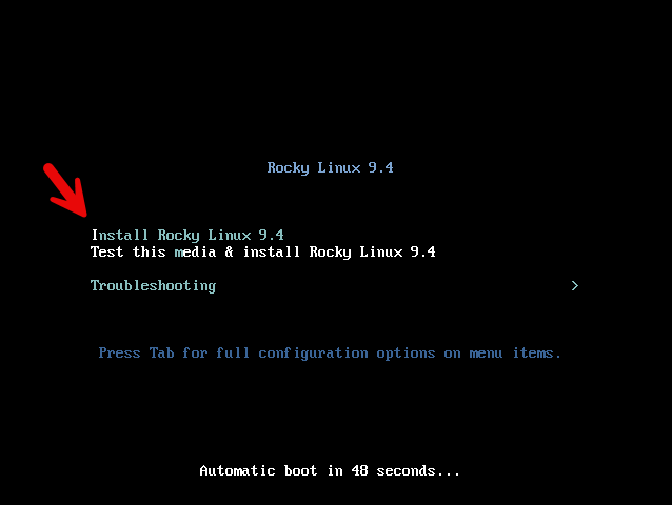 Rocky Linux 9.4
Install Rocky Linux 9.4
Test this media & install Rocky Linux 9.4
Troubleshooting >
Press Tab for full configuration options on menu items.
Automatic boot in 48 seconds...